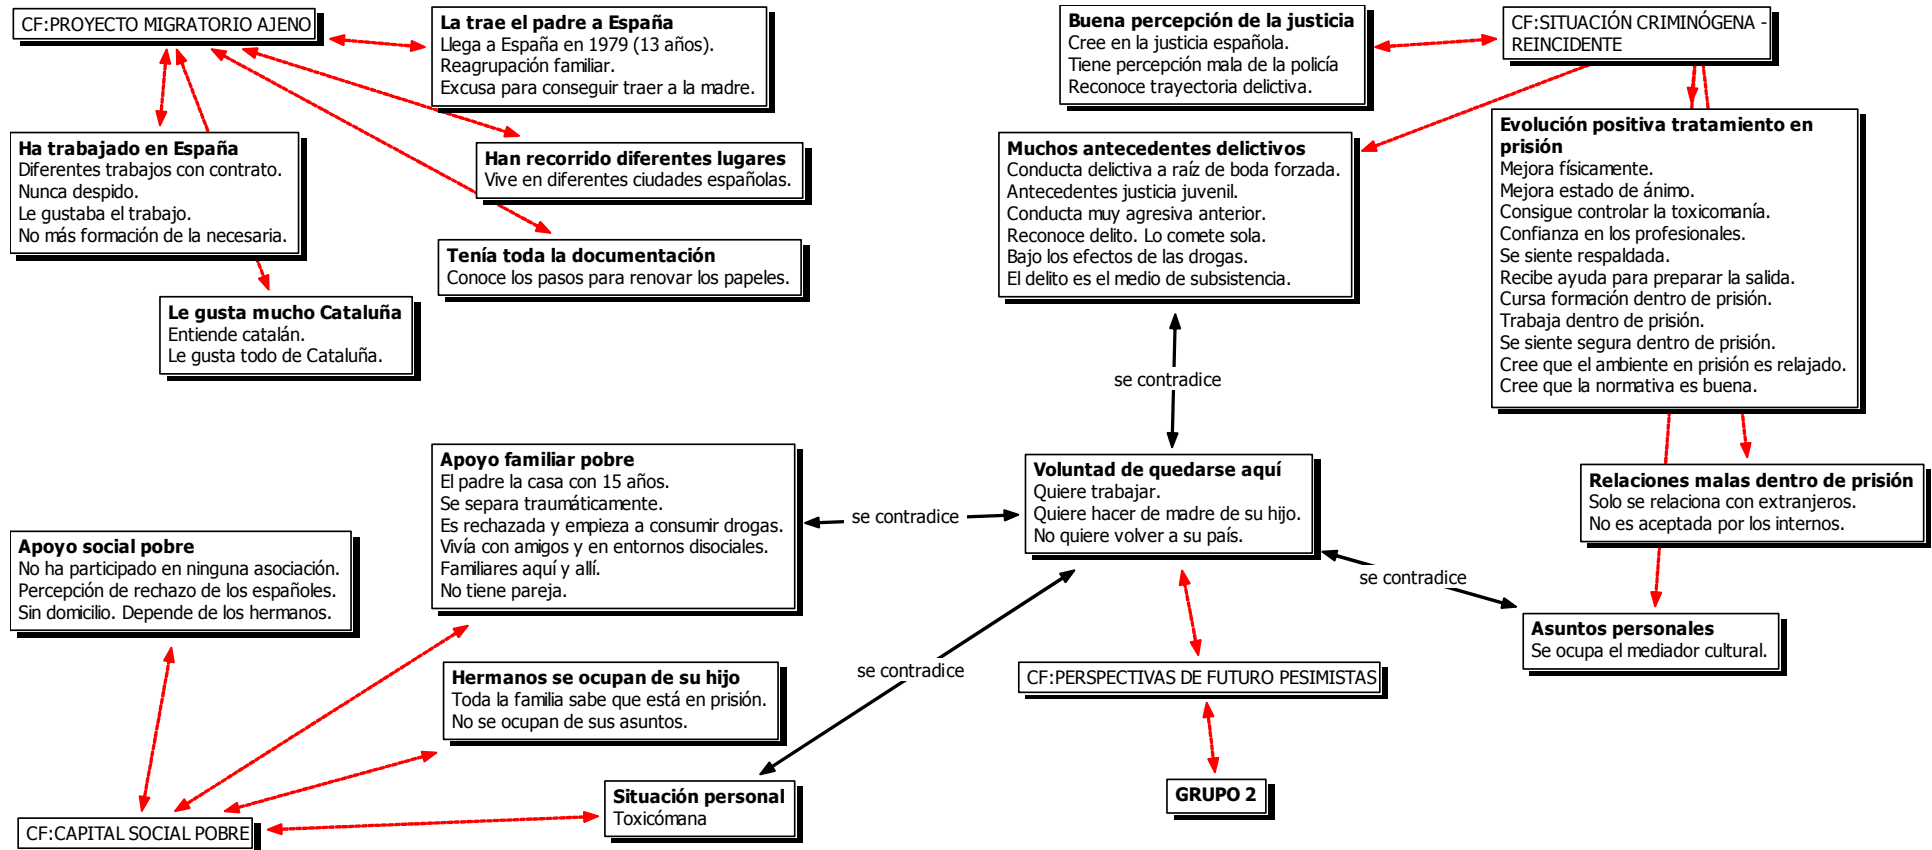 CF:PROYECTO MIGRATORIO AJENO
La trae el padre a España
Llega a España en 1979 (13 años).
Reagrupación familiar.
Excusa para conseguir traer a la madre.
Buena percepción de la justicia
Cree en la justicia española.
Tiene percepción mala de la policía
Reconoce trayectoria delictiva.
CF:SITUACIÓN CRIMINÓGENA -
REINCIDENTE
Ha trabajado en España
Diferentes trabajos con contrato.
Nunca despido.
Le gustaba el trabajo.
No más formación de la necesaria.
Han recorrido diferentes lugares
Vive en diferentes ciudades españolas.
Muchos antecedentes delictivos
Conducta delictiva a raíz de boda forzada.
Antecedentes justicia juvenil.
Conducta muy agresiva anterior.
Reconoce delito. Lo comete sola.
Bajo los efectos de las drogas.
El delito es el medio de subsistencia.
Evolución positiva tratamiento en
prisión
Mejora físicamente.
Mejora estado de ánimo.
Consigue controlar la toxicomanía.
Confianza en los profesionales.
Se siente respaldada.
Recibe ayuda para preparar la salida.
Cursa formación dentro de prisión.
Trabaja dentro de prisión.
Se siente segura dentro de prisión.
Cree que el ambiente en prisión es relajado.
Cree que la normativa es buena.
Tenía toda la documentación
Conoce los pasos para renovar los papeles.
Le gusta mucho Cataluña
Entiende catalán.
Le gusta todo de Cataluña.
se contradice
Apoyo familiar pobre
El padre la casa con 15 años.
Se separa traumáticamente.
Es rechazada y empieza a consumir drogas.
Vivía con amigos y en entornos disociales.
Familiares aquí y allí.
No tiene pareja.
se contradice
Voluntad de quedarse aquí
Quiere trabajar.
Quiere hacer de madre de su hijo.
No quiere volver a su país.
Relaciones malas dentro de prisión
Solo se relaciona con extranjeros.
No es aceptada por los internos.
Apoyo social pobre
No ha participado en ninguna asociación.
Percepción de rechazo de los españoles.
Sin domicilio. Depende de los hermanos.
se contradice
Asuntos personales
Se ocupa el mediador cultural.
Hermanos se ocupan de su hijo
Toda la familia sabe que está en prisión.
No se ocupan de sus asuntos.
se contradice
CF:PERSPECTIVAS DE FUTURO PESIMISTAS
Situación personal
Toxicómana
GRUPO 2
CF:CAPITAL SOCIAL POBRE